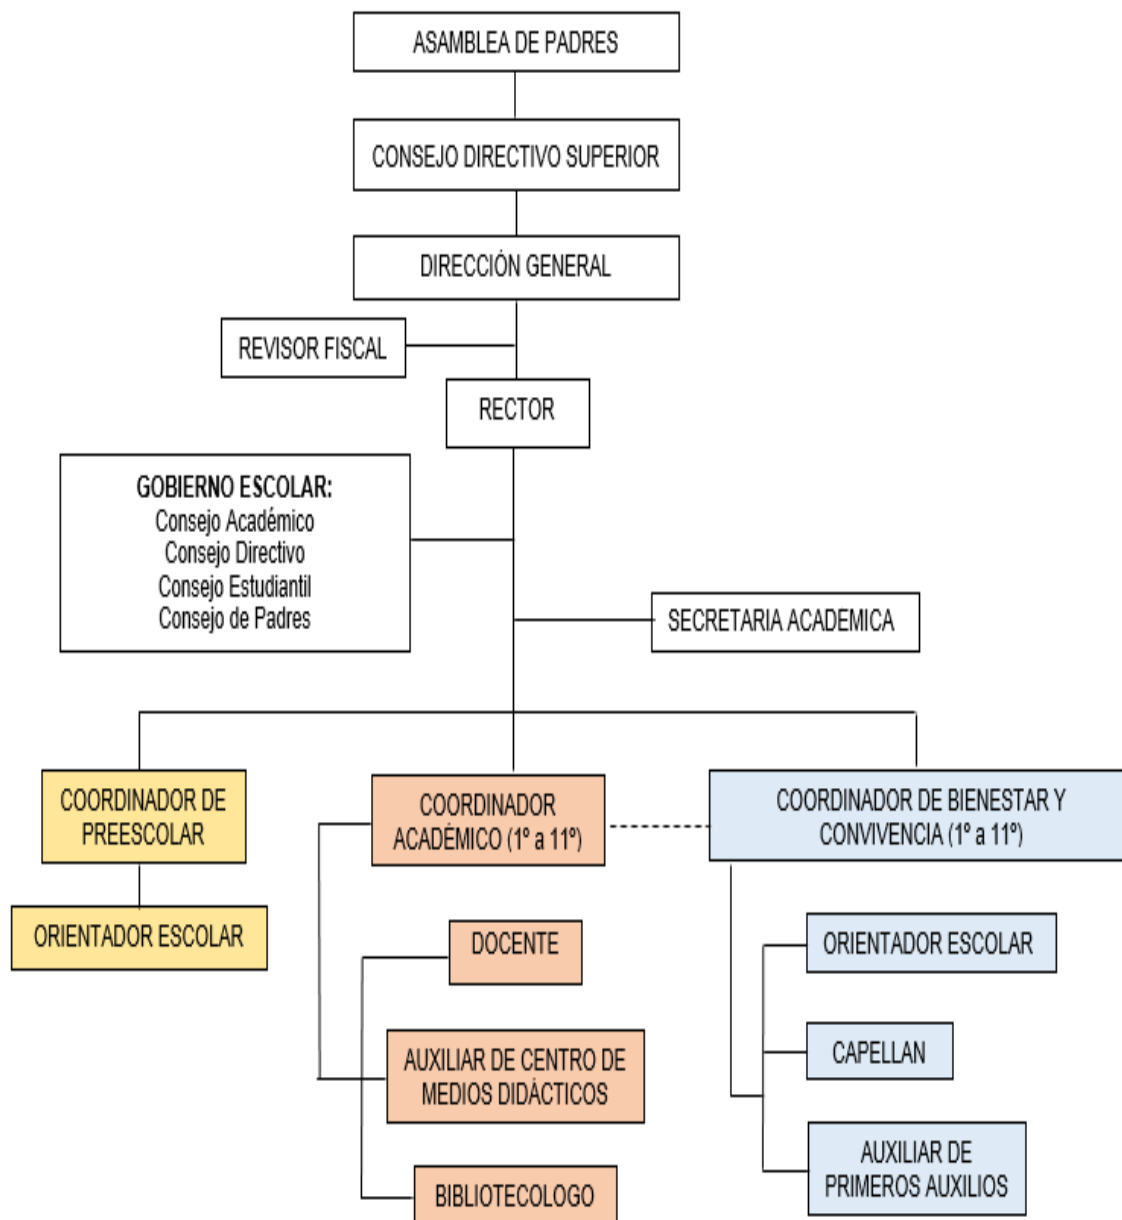 ASAMBLEA DE PADRES
CONSEJO DIRECTIVO SUPERIOR
DIRECCIÓN GENERAL
REVISOR FISCAL
RECTOR
GOBIERNO ESCOLAR:
Consejo Académico
Consejo Directivo
Consejo Estudiantil
Consejo de Padres
SECRETARIA ACADEMICA
COORDINADOR DE
PREESCOLAR
ORIENTADOR ESCOLAR
COORDINADOR
ACADÉMICO (1º a 11º)
DOCENTE
AUXILIAR DE CENTRO DE
MEDIOS DIDÁCTICOS
BIBLIOTECOLOGO
COORDINADOR DE BIENESTAR Y
CONVIVENCIA (1º a 11º)
ORIENTADOR ESCOLAR
CAPELLAN
AUXILIAR DE
PRIMEROS AUXILIOS